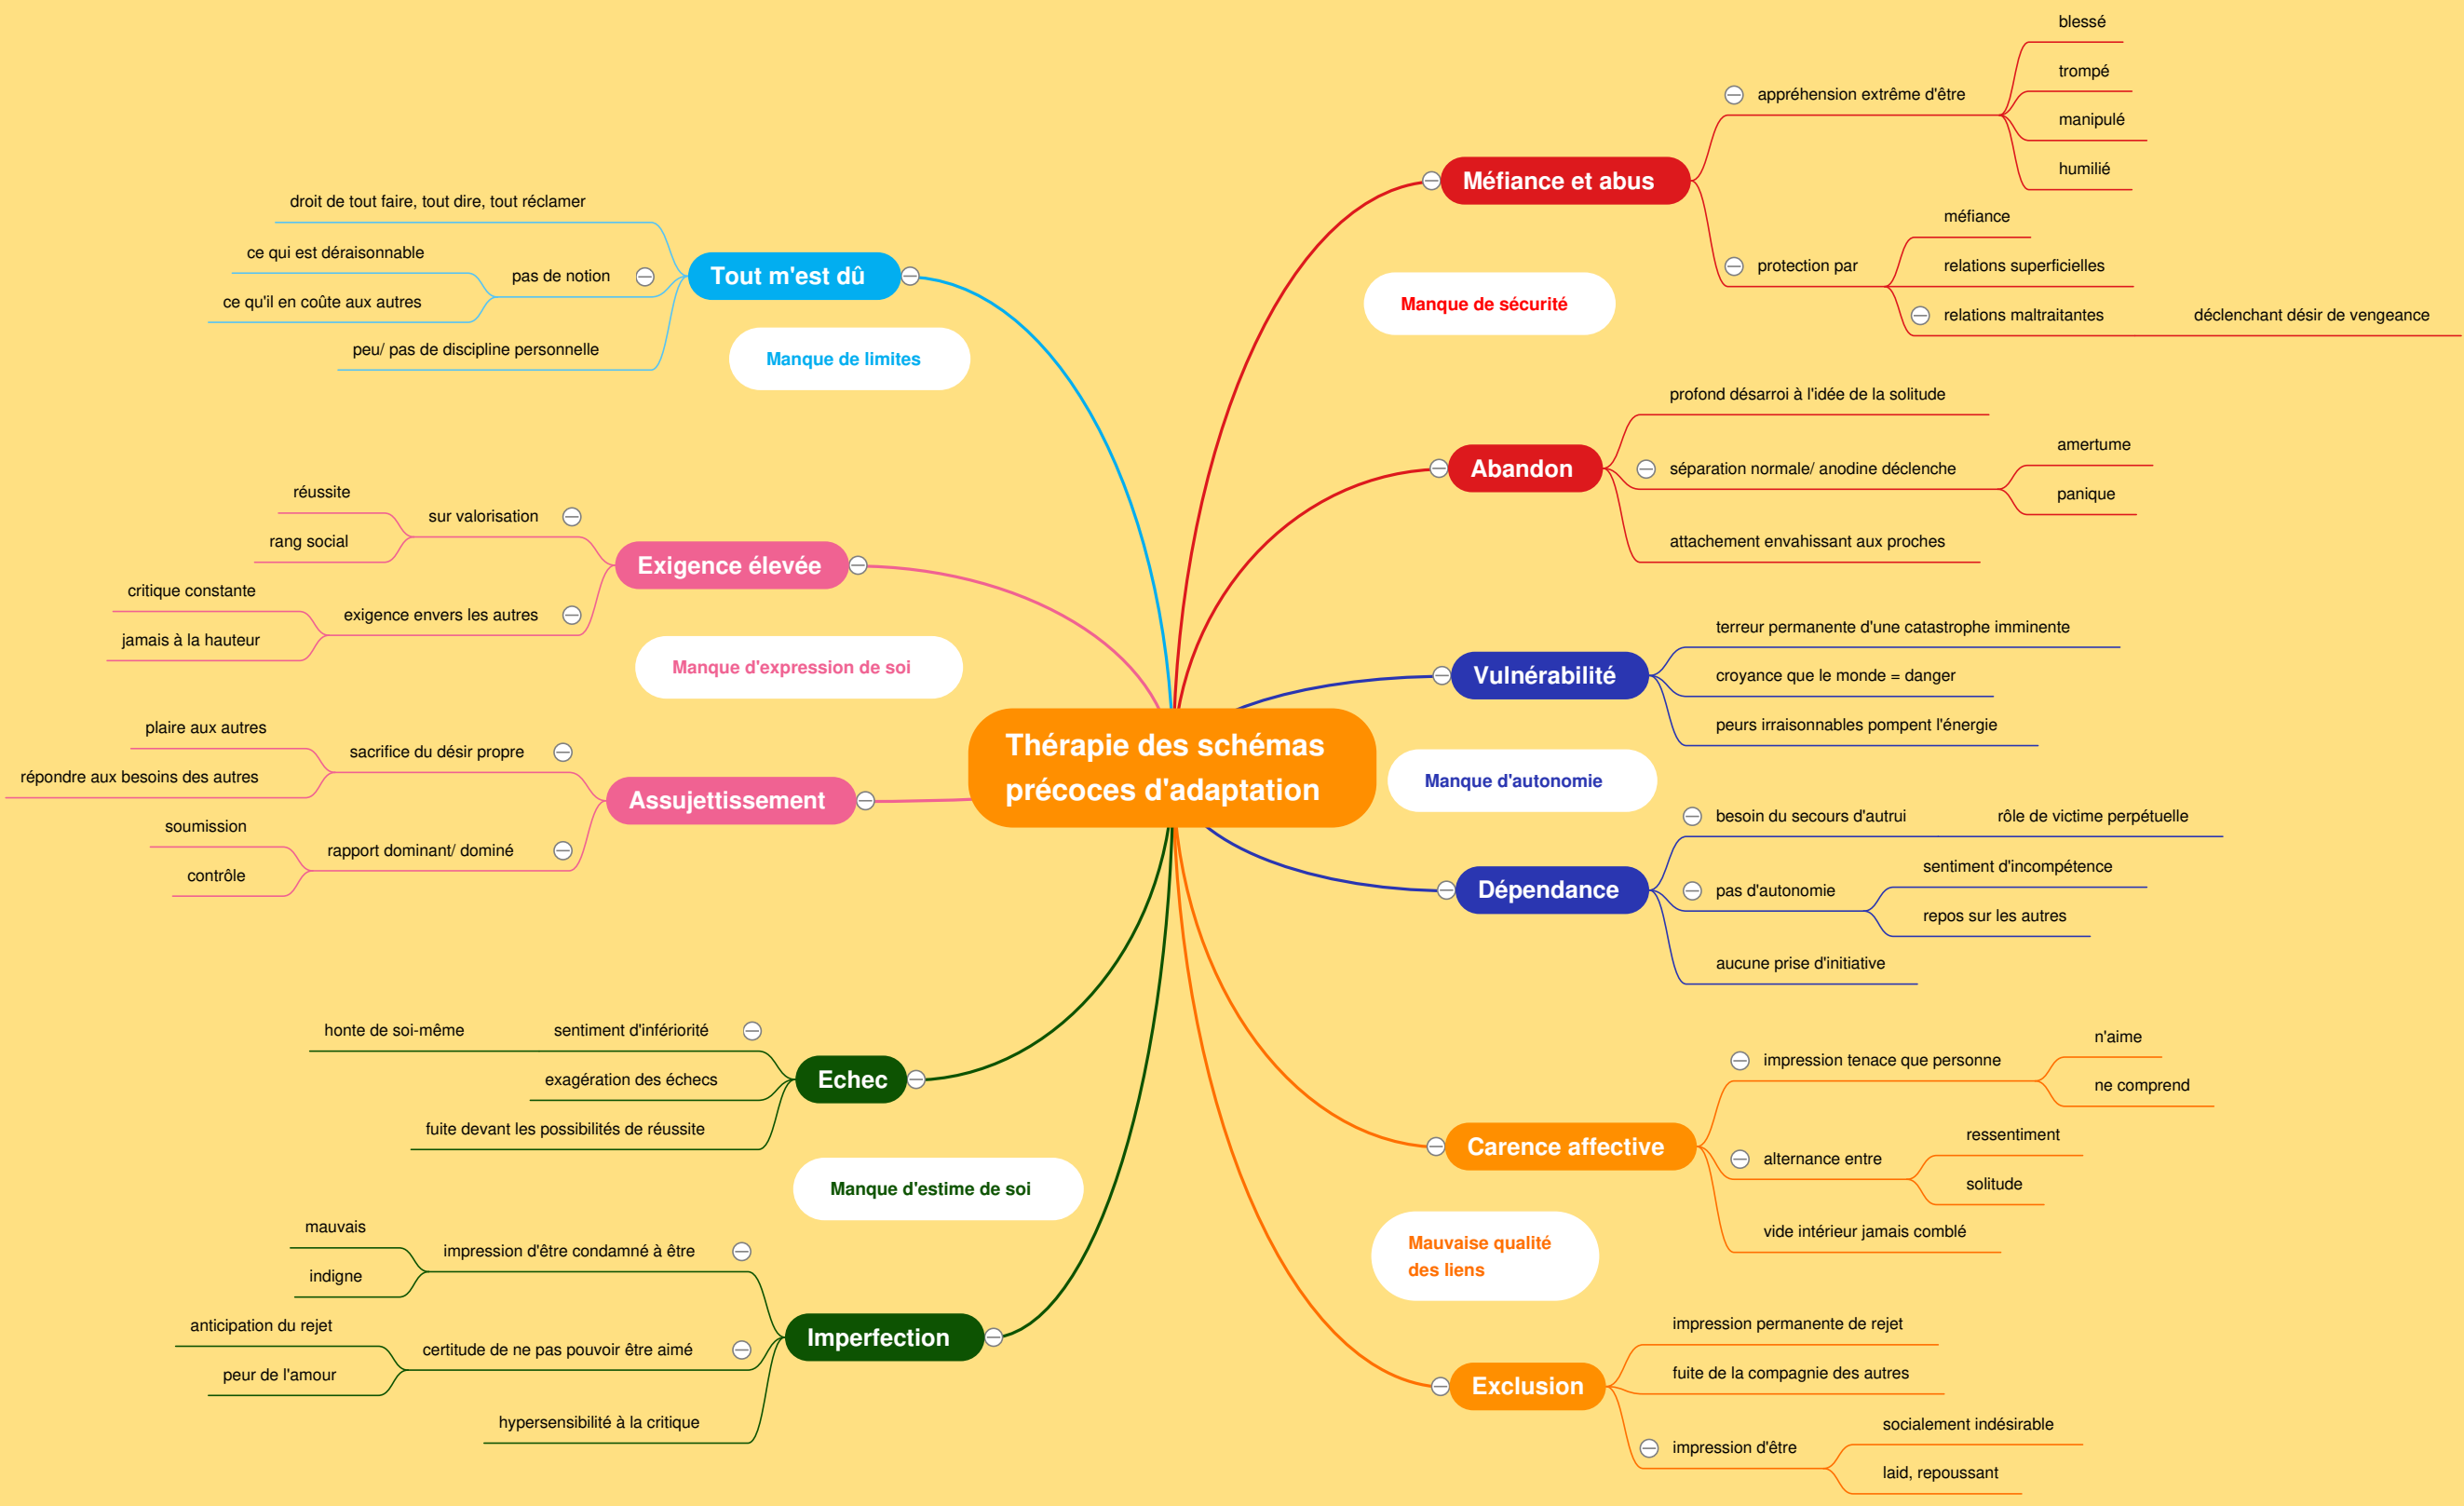 Thérapie des schémas
précoces d'adaptation
Méfiance et abus
appréhension extrême d'être
blessé
trompé
manipulé
humilié
protection par
méfiance
relations superficielles
relations maltraitantes
déclenchant désir de vengeance
Manque de sécurité
Abandon
profond désarroi à l'idée de la solitude
séparation normale/ anodine déclenche
amertume
panique
attachement envahissant aux proches
Vulnérabilité
terreur permanente d'une catastrophe imminente
croyance que le monde = danger
peurs irraisonnables pompent l'énergie
Manque d'autonomie
Dépendance
besoin du secours d'autrui
rôle de victime perpétuelle
pas d'autonomie
sentiment d'incompétence
repos sur les autres
aucune prise d'initiative
Carence affective
impression tenace que personne
n'aime
ne comprend
alternance entre
ressentiment
solitude
vide intérieur jamais comblé
Mauvaise qualité
des liens
Exclusion
impression permanente de rejet
fuite de la compagnie des autres
impression d'être
socialement indésirable
laid, repoussant
Tout m'est dû
droit de tout faire, tout dire, tout réclamer
pas de notion
ce qui est déraisonnable
ce qu'il en coûte aux autres
peu/ pas de discipline personnelle
Manque de limites
Exigence élevée
sur valorisation
réussite
rang social
exigence envers les autres
critique constante
jamais à la hauteur
Manque d'expression de soi
Assujettissement
sacrifice du désir propre
plaire aux autres
répondre aux besoins des autres
rapport dominant/ dominé
soumission
contrôle
Echec
sentiment d'infériorité
honte de soi-même
exagération des échecs
fuite devant les possibilités de réussite
Manque d'estime de soi
Imperfection
impression d'être condamné à être
mauvais
indigne
certitude de ne pas pouvoir être aimé
anticipation du rejet
peur de l'amour
hypersensibilité à la critique